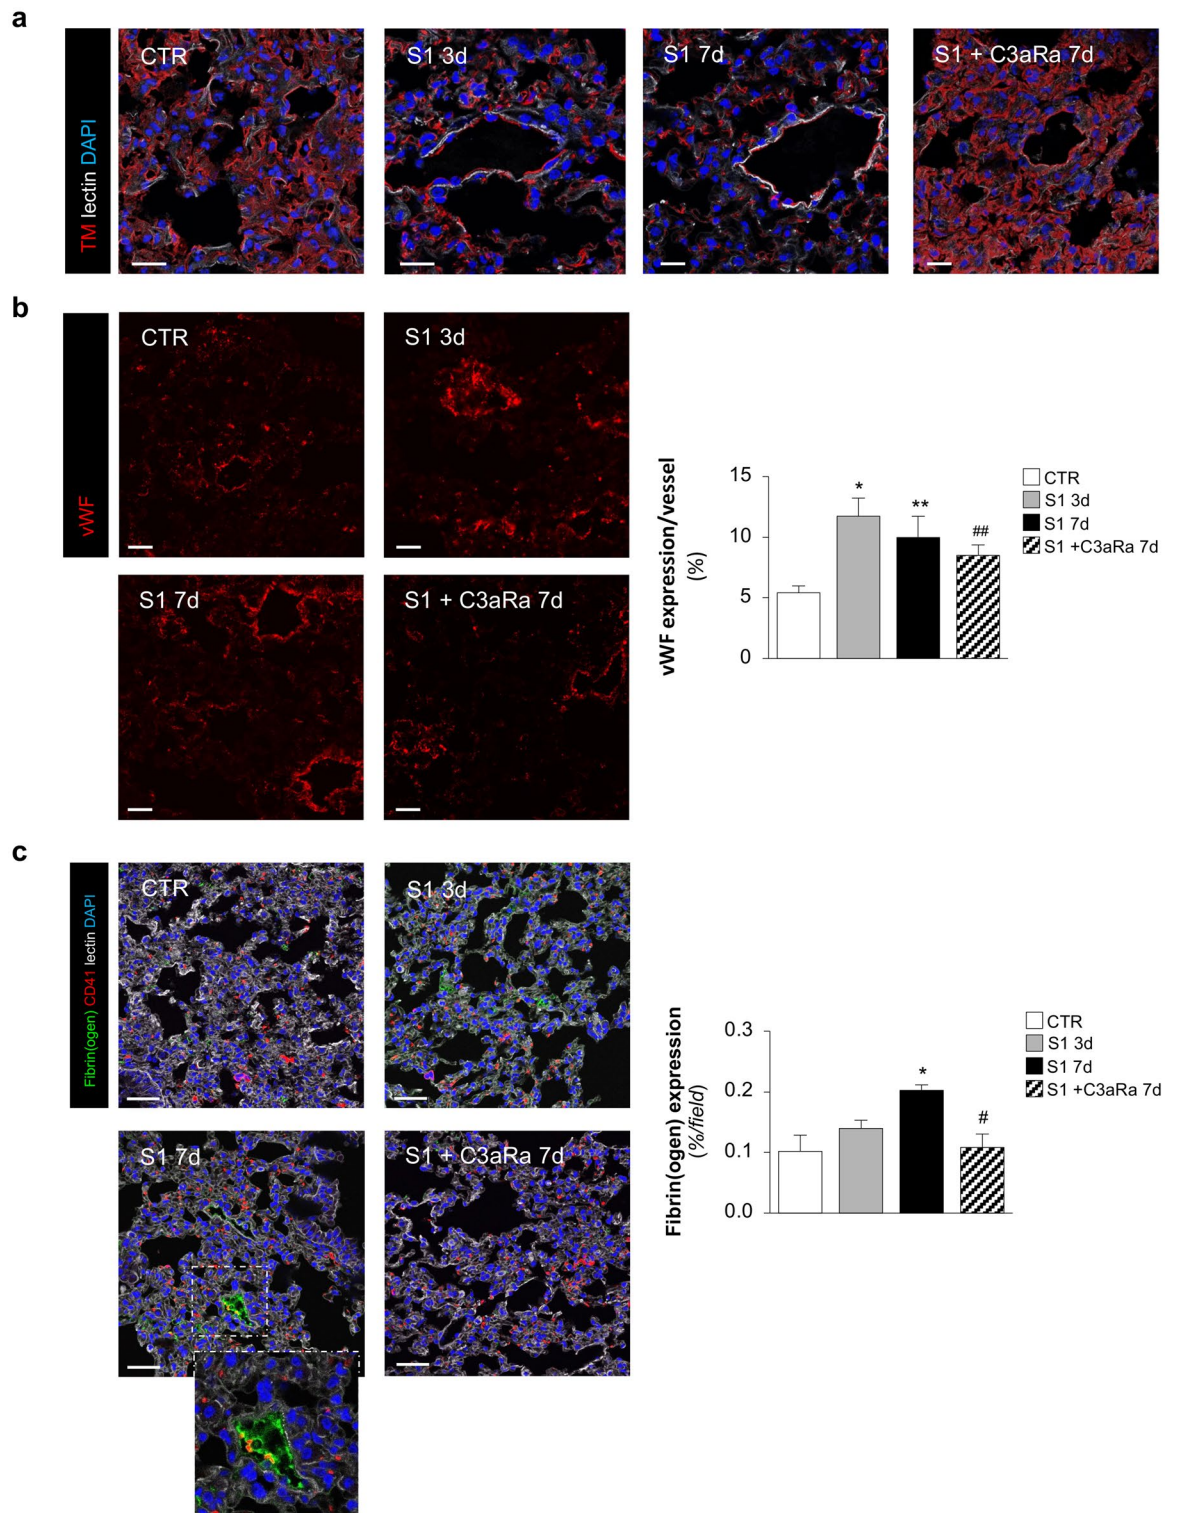 a
TM lectin DAPI
CTR
S1 3d
S1 7d
S1 + C3aRa 7d
b
vWF
CTR
S1 3d
S1 7d
S1 + C3aRa 7d
vWF expression/vessel
(%)
15
10
5
0
*
**
##
CTR
S1 3d
S1 7d
S1 +C3aRa 7d
c
Fibrin(ogen) CD41 lectin DAPI
CTR
S1 3d
S1 7d
S1 + C3aRa 7d
Fibrin(ogen) expression
(%/field)
0.3
0.2
0.1
0.0
*
#
CTR
S1 3d
S1 7d
S1 +C3aRa 7d